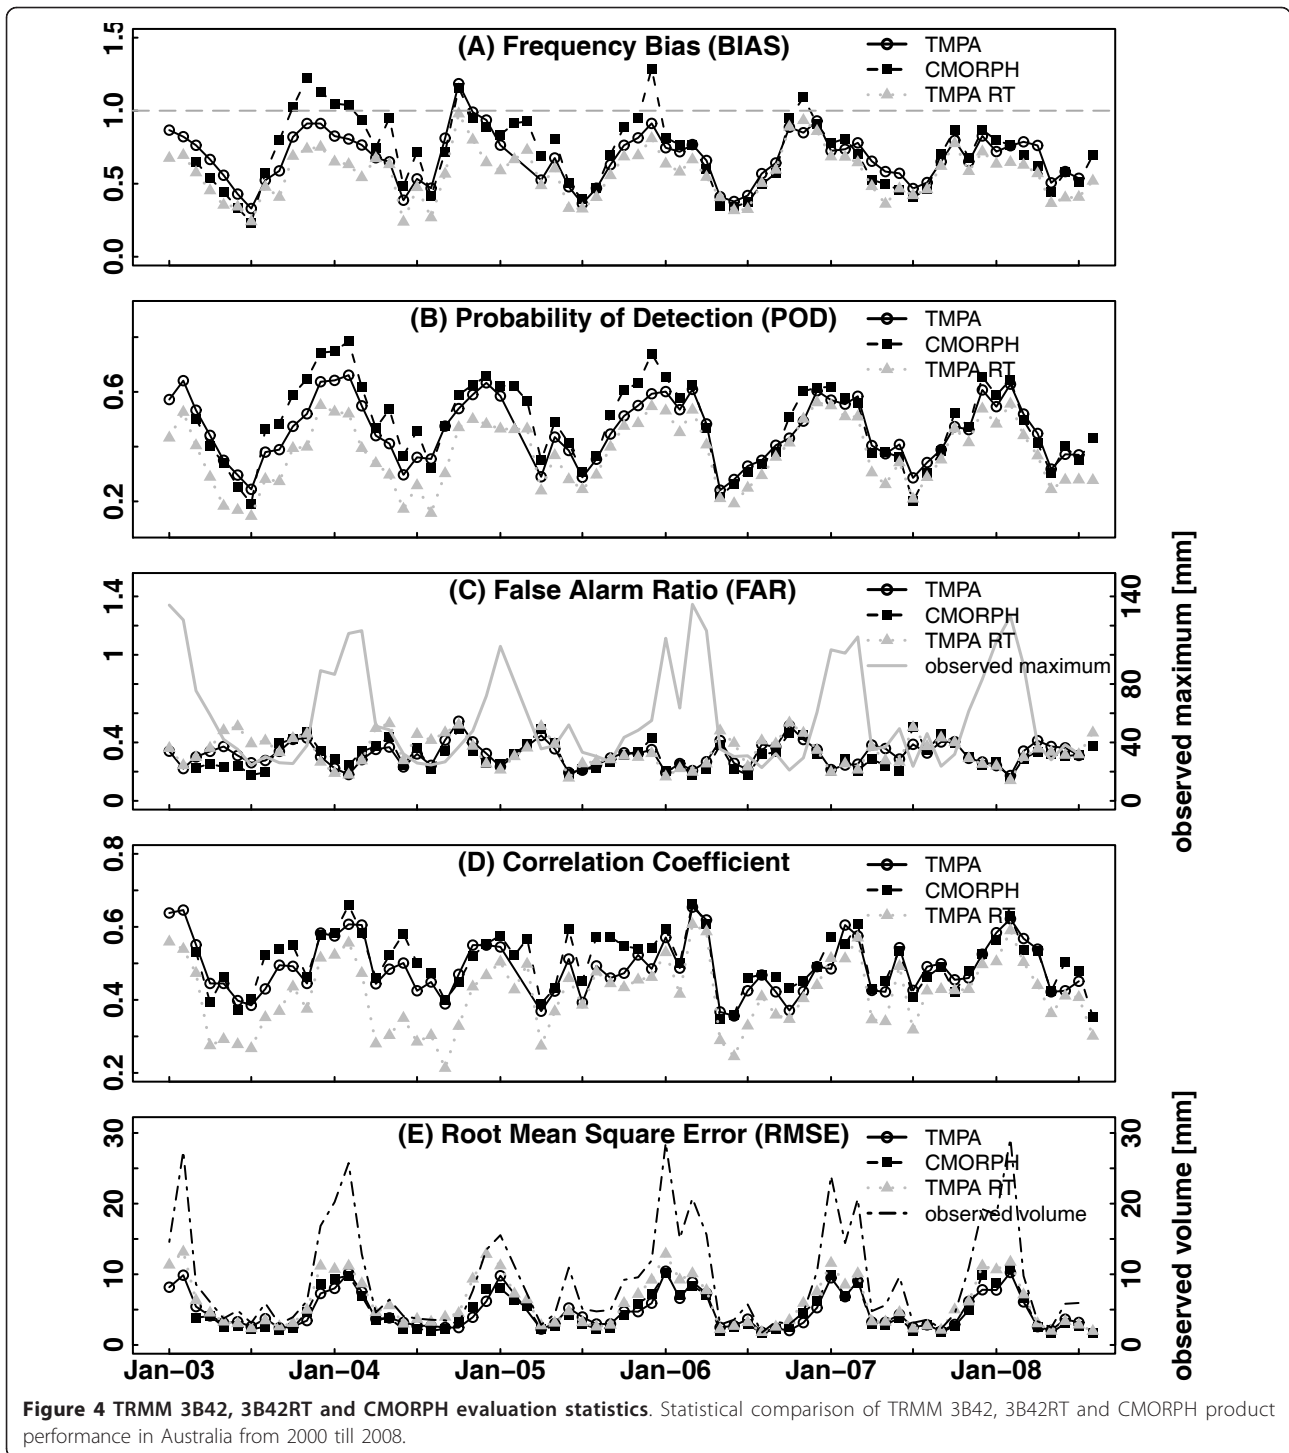 (A) Frequency Bias (BIAS)
TMPA
CMORPH
TMPA RT
1.5
1.0
0.5
0.0
(B) Probability of Detection (POD)
TMPA
CMORPH
TMPA RT
0.6
0.2
(C) False Alarm Ratio (FAR)
TMPA
CMORPH
TMPA RT
observed maximum
1.4
1
0.4
0
140
80
40
0
observed maximum [mm]
(D) Correlation Coefficient
TMPA
CMORPH
TMPA RT
0.8
0.6
0.4
0.2
(E) Root Mean Square Error (RMSE)
TMPA
CMORPH
TMPA RT
observed volume
30
20
10
0
30
20
10
0
observed volume [mm]
Jan−03 Jan−04 Jan−05 Jan−06 Jan−07 Jan−08
Figure 4 TRMM 3B42, 3B42RT and CMORPH evaluation statistics. Statistical comparison of TRMM 3B42, 3B42RT and CMORPH product
performance in Australia from 2000 till 2008.